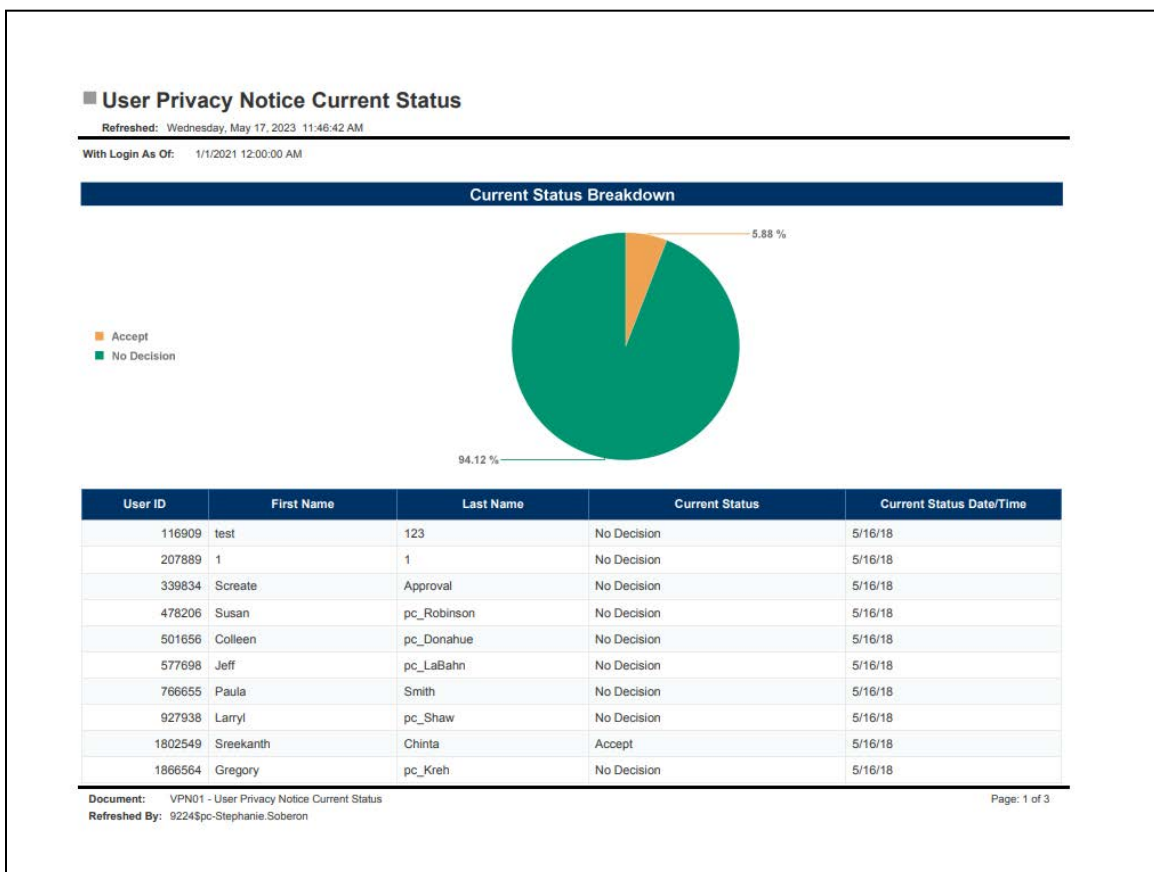 User Privacy Notice Current Status
Refreshed: Wednesday, May 17, 2023 11:46:42 AM
With Login As Of: 1/1/2021 12:00:00 AM
Current Status Breakdown
5.88 %
Accept
No Decision
94.12 %
User ID First Name Last Name Current Status Current Status Date/Time
116909 test 123 No Decision 5/16/18
207889 1 1 No Decision 5/16/18
339834 Screate Approval No Decision 5/16/18
478206 Susan pc_Robinson No Decision 5/16/18
501656 Colleen pc_Donahue No Decision 5/16/18
577698 Jeff pc_LaBahn No Decision 5/16/18
766655 Paula Smith No Decision 5/16/18
927938 Larryl pc_Shaw No Decision 5/16/18
1802549 Sreekanth Chinta Accept 5/16/18
1866564 Gregory pc_Kreh No Decision 5/16/18
Document: VPN01 - User Privacy Notice Current Status Page: 1 of 3
Refreshed By: 9224$pc-Stephanie.Soberon